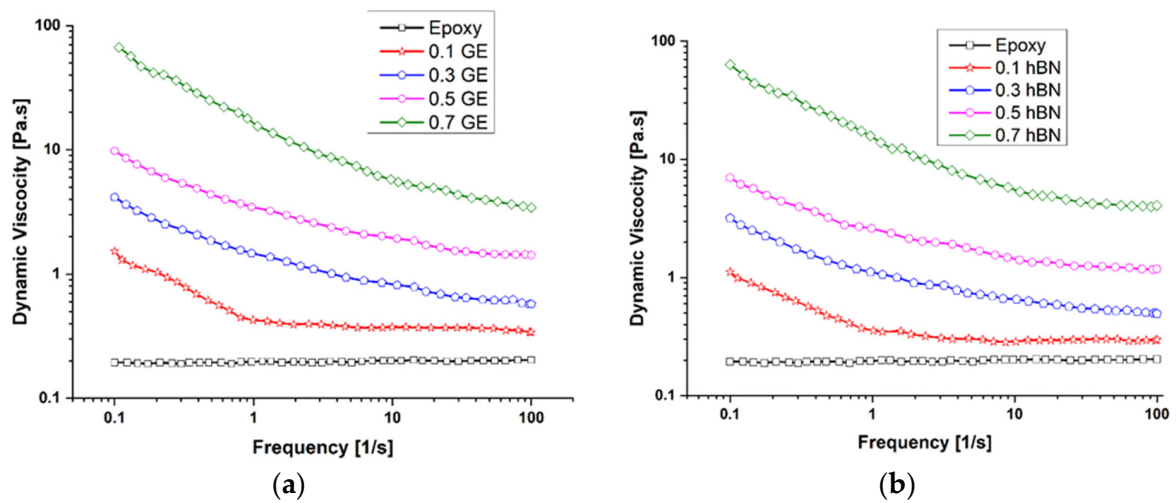 100
10
1
0.1
Dynamic Viscocity [Pa.s]
Epoxy
0.1 GE
0.3 GE
0.5 GE
0.7 GE
0.1
1
10
100
Frequency [1/s]
(a)
100
10
1
0.1
Dynamic Viscocity [Pa.s]
Epoxy
0.1 hBN
0.3 hBN
0.5 hBN
0.7 hBN
0.1
1
10
100
Frequency [1/s]
(b)